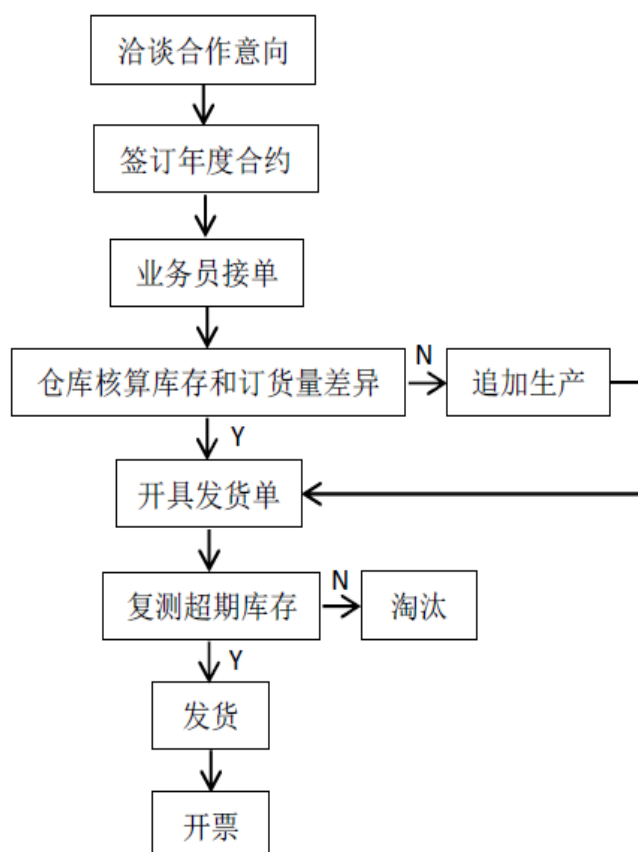 洽谈合作意向
签订年度合约
业务员接单
仓库核算库存和订货量差异
N
追加生产
Y
开具发货单
复测超期库存
N
淘汰
Y
发货
开票